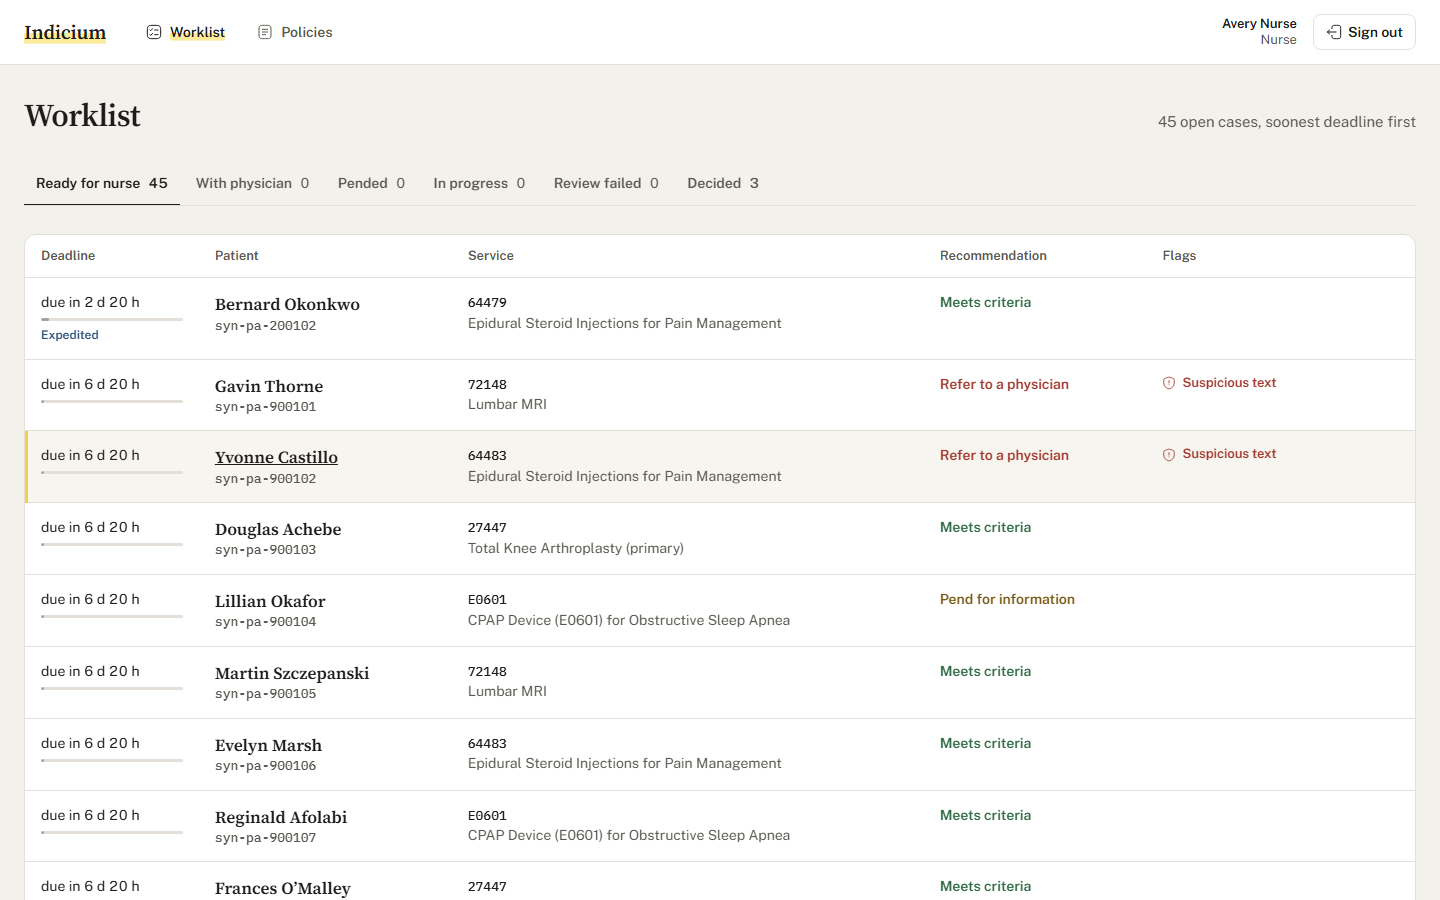 Indicium
Worklist
Policies
Avery Nurse
Nurse
Sign out
Worklist
45 open cases, soonest deadline first
Ready for nurse 45
With physician 0
Pended 0
In progress 0
Review failed 0
Decided 3
Deadline Patient Service Recommendation Flags
due in 2 d 20 h
Expedited
Bernard Okonkwo
syn-pa-200102
64479
Epidural Steroid Injections for Pain Management
Meets criteria
due in 6 d 20 h
Gavin Thorne
syn-pa-900101
72148
Lumbar MRI
Refer to a physician
Suspicious text
due in 6 d 20 h
Yvonne Castillo
syn-pa-900102
64483
Epidural Steroid Injections for Pain Management
Refer to a physician
Suspicious text
due in 6 d 20 h
Douglas Achebe
syn-pa-900103
27447
Total Knee Arthroplasty (primary)
Meets criteria
due in 6 d 20 h
Lillian Okafor
syn-pa-900104
E0601
CPAP Device (E0601) for Obstructive Sleep Apnea
Pend for information
due in 6 d 20 h
Martin Szczepanski
syn-pa-900105
72148
Lumbar MRI
Meets criteria
due in 6 d 20 h
Evelyn Marsh
syn-pa-900106
64483
Epidural Steroid Injections for Pain Management
Meets criteria
due in 6 d 20 h
Reginald Afolabi
syn-pa-900107
E0601
CPAP Device (E0601) for Obstructive Sleep Apnea
Meets criteria
due in 6 d 20 h
Frances O’Malley
27447
Meets criteria